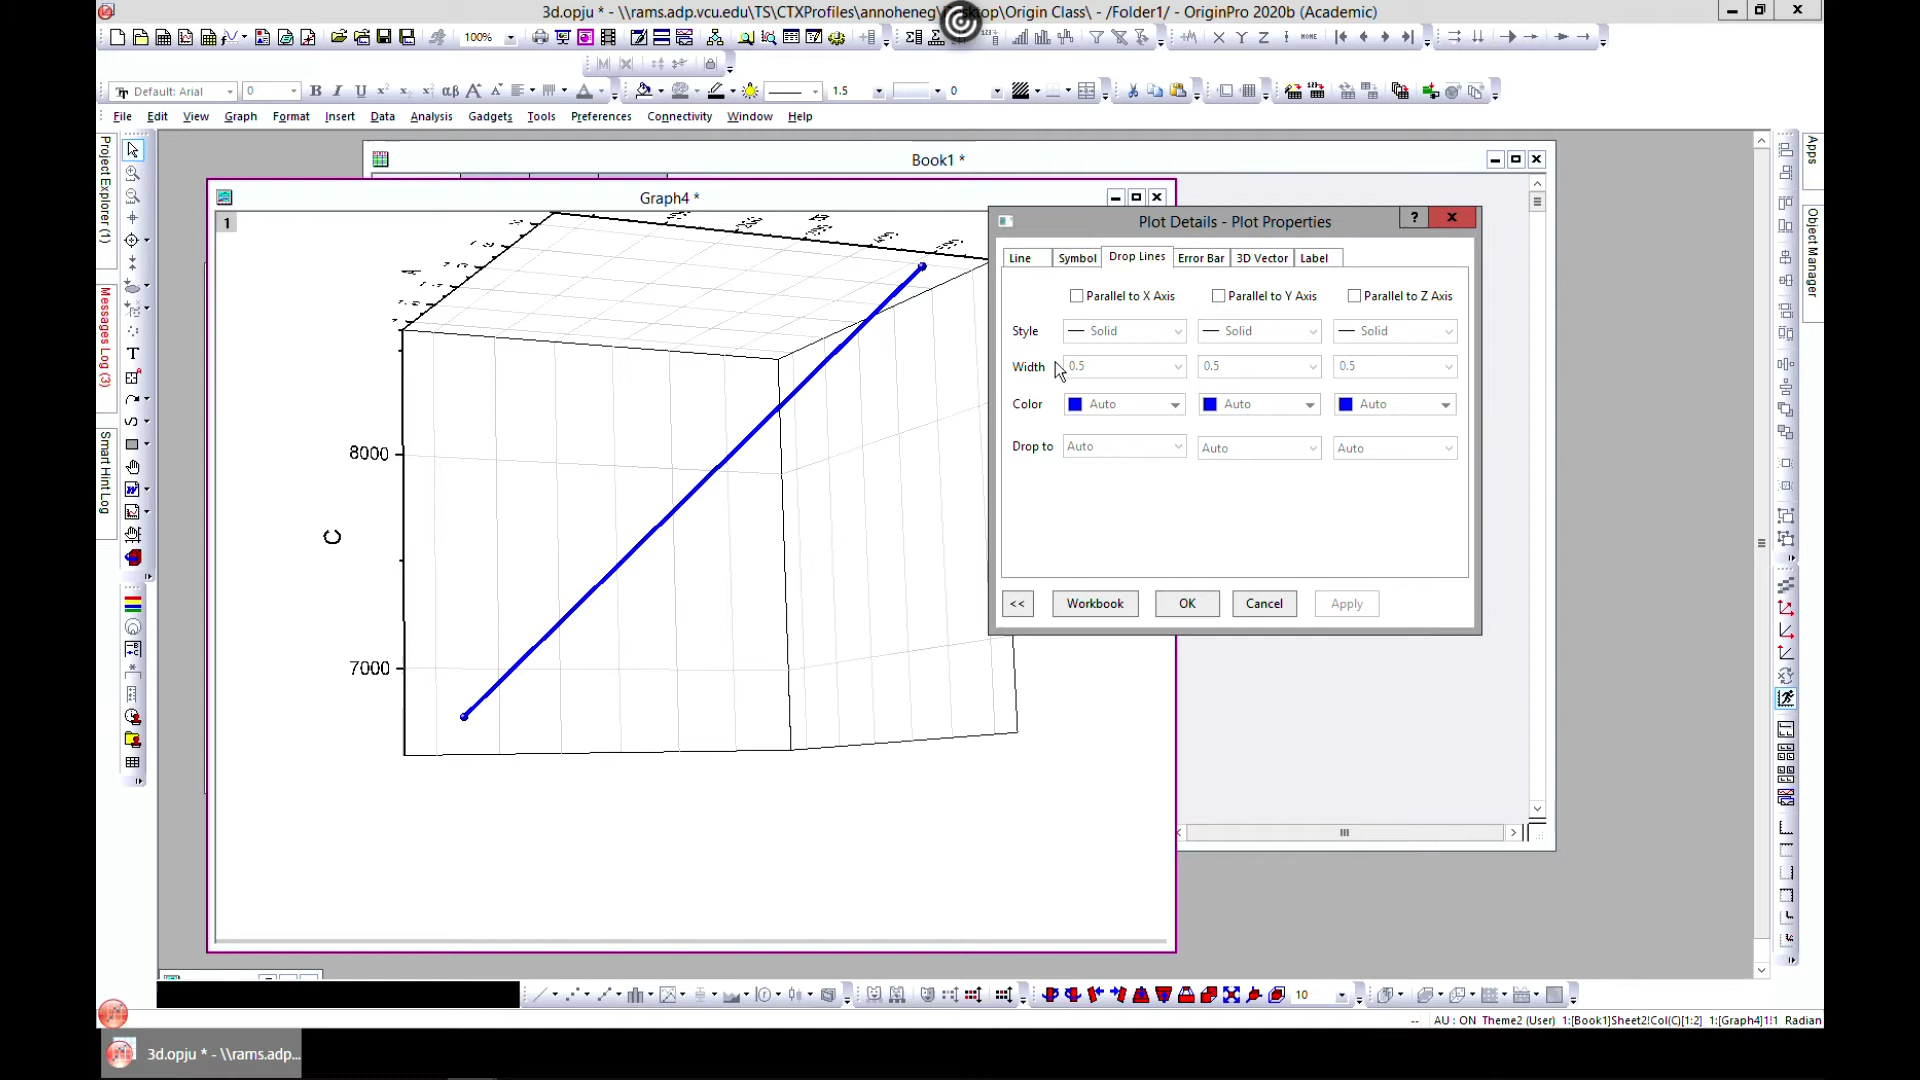 3d.opju * - \\rams.adp.vcu.edu\TS\CTXProfiles\annoheneg\ sktop\Origin Class\ - /Folder1/ - OriginPro 2020b (Academic)
100%
Default: Arial 0 B I U αβ 1.5 0
File Edit View Graph Format Insert Data Analysis Gadgets Tools Preferences Connectivity Window Help
Project Explorer (1)
Messages Log (3)
Smart Hint Log
Apps
Object Manager
Book1 *
Graph4 *
1
8000
7000
C
Plot Details - Plot Properties
Line Symbol Drop Lines Error Bar 3D Vector Label
Parallel to X Axis Parallel to Y Axis Parallel to Z Axis
Style Solid Solid Solid
Width 0.5 0.5 0.5
Color Auto Auto Auto
Drop to Auto Auto Auto
<< Workbook OK Cancel Apply
10
-- AU : ON Theme2 (User) 1:[Book1]Sheet2!Col(C)[1:2] 1:[Graph4]1!1 Radian
3d.opju * - \\rams.adp...